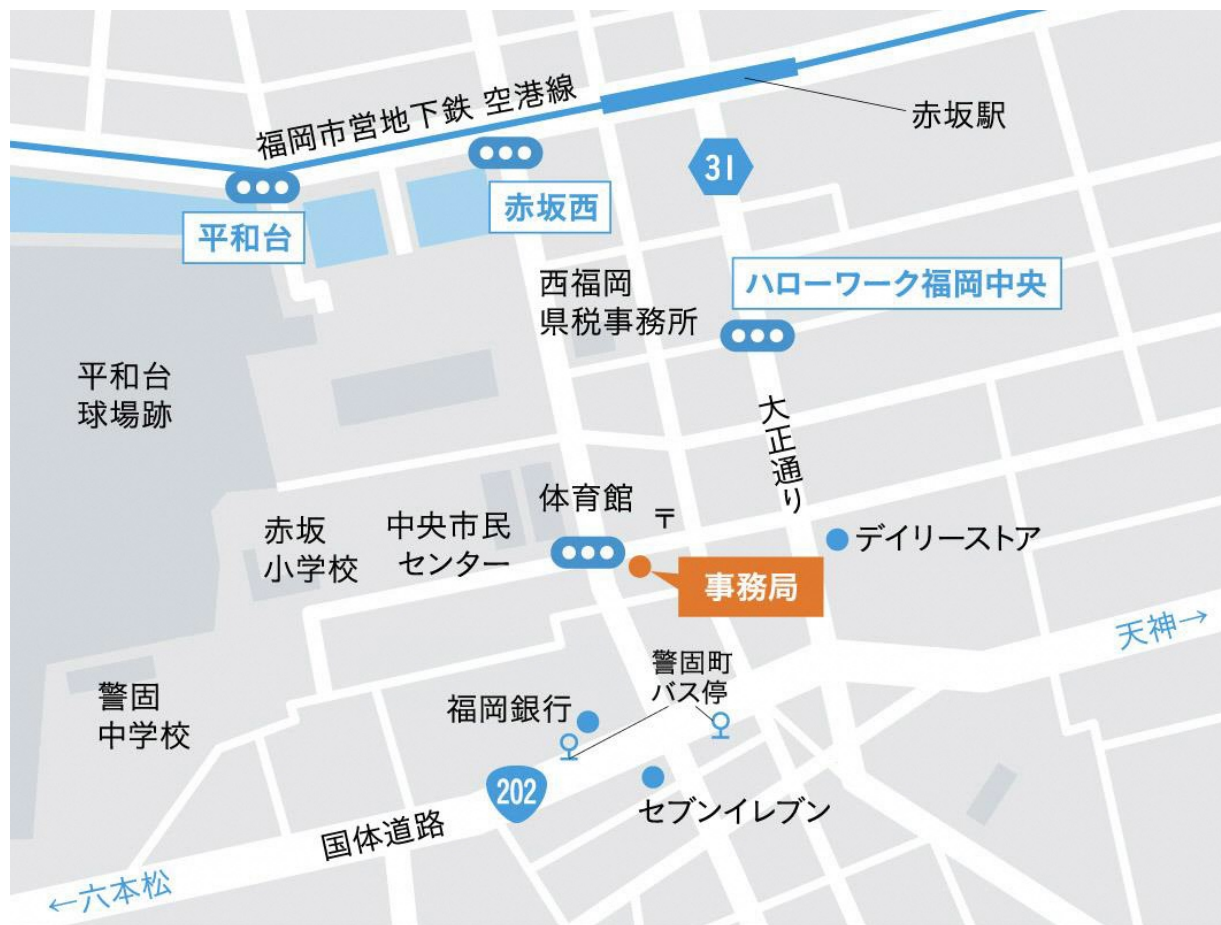 福岡市営地下鉄 空港線
赤坂駅
31
平和台
赤坂西
ハローワーク福岡中央
西福岡
県税事務所
平和台
球場跡
大正通り
体育館
〒
赤坂
小学校
中央市民
センター
デイリーストア
事務局
天神→
警固町
バス停
警固
中学校
福岡銀行
202
セブンイレブン
国体道路
←六本松